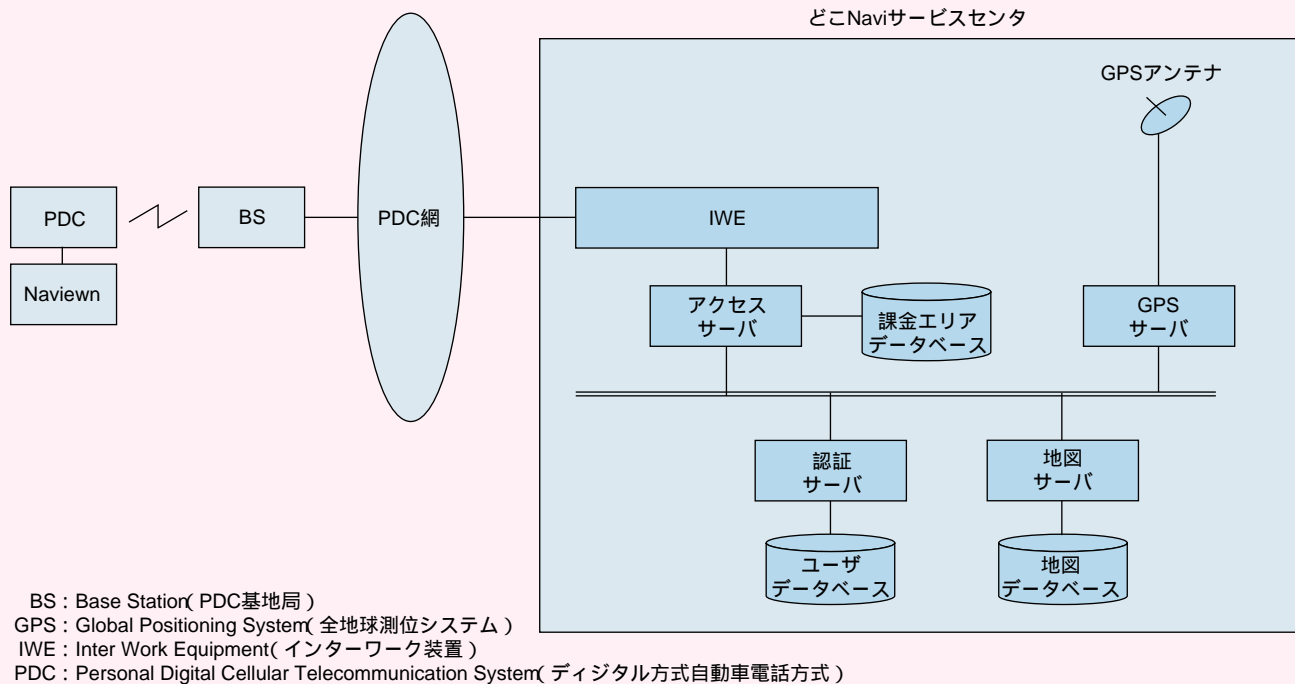 どこNaviサービスセンタ
GPSアンテナ
PDC
BS
PDC網
IWE
Naviewn
アクセス
サーバ
課金エリア
データベース
GPS
サーバ
認証
サーバ
地図
サーバ
ユーザ
データベース
地図
データベース
BS : Base Station( PDC基地局 )
GPS : Global Positioning System( 全地球測位システム )
IWE : Inter Work Equipment( インターワーク装置 )
PDC : Personal Digital Cellular Telecommunication System( ディジタル方式自動車電話方式 )